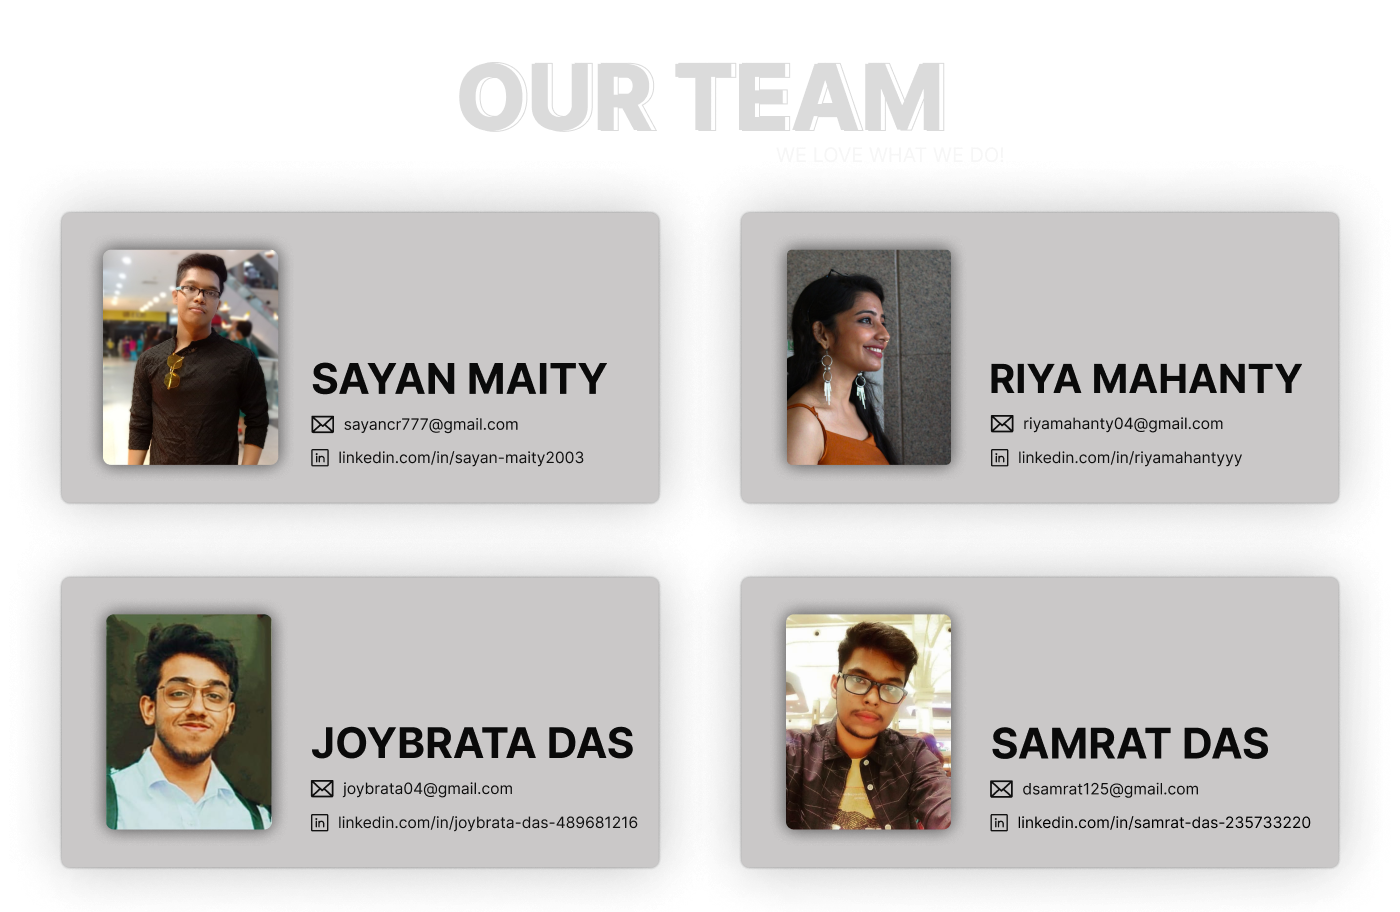 OUR TEAM
WE LOVE WHAT WE DO!
SAYAN MAITY
sayancr777@gmail.com
linkedin.com/in/sayan-maity2003
RIYA MAHANTY
riyamahanty04@gmail.com
linkedin.com/in/riyamahantyyy
JOYBRATA DAS
joybrata04@gmail.com
linkedin.com/in/joybrata-das-489681216
SAMRAT DAS
dsamrat125@gmail.com
linkedin.com/in/samrat-das-235733220